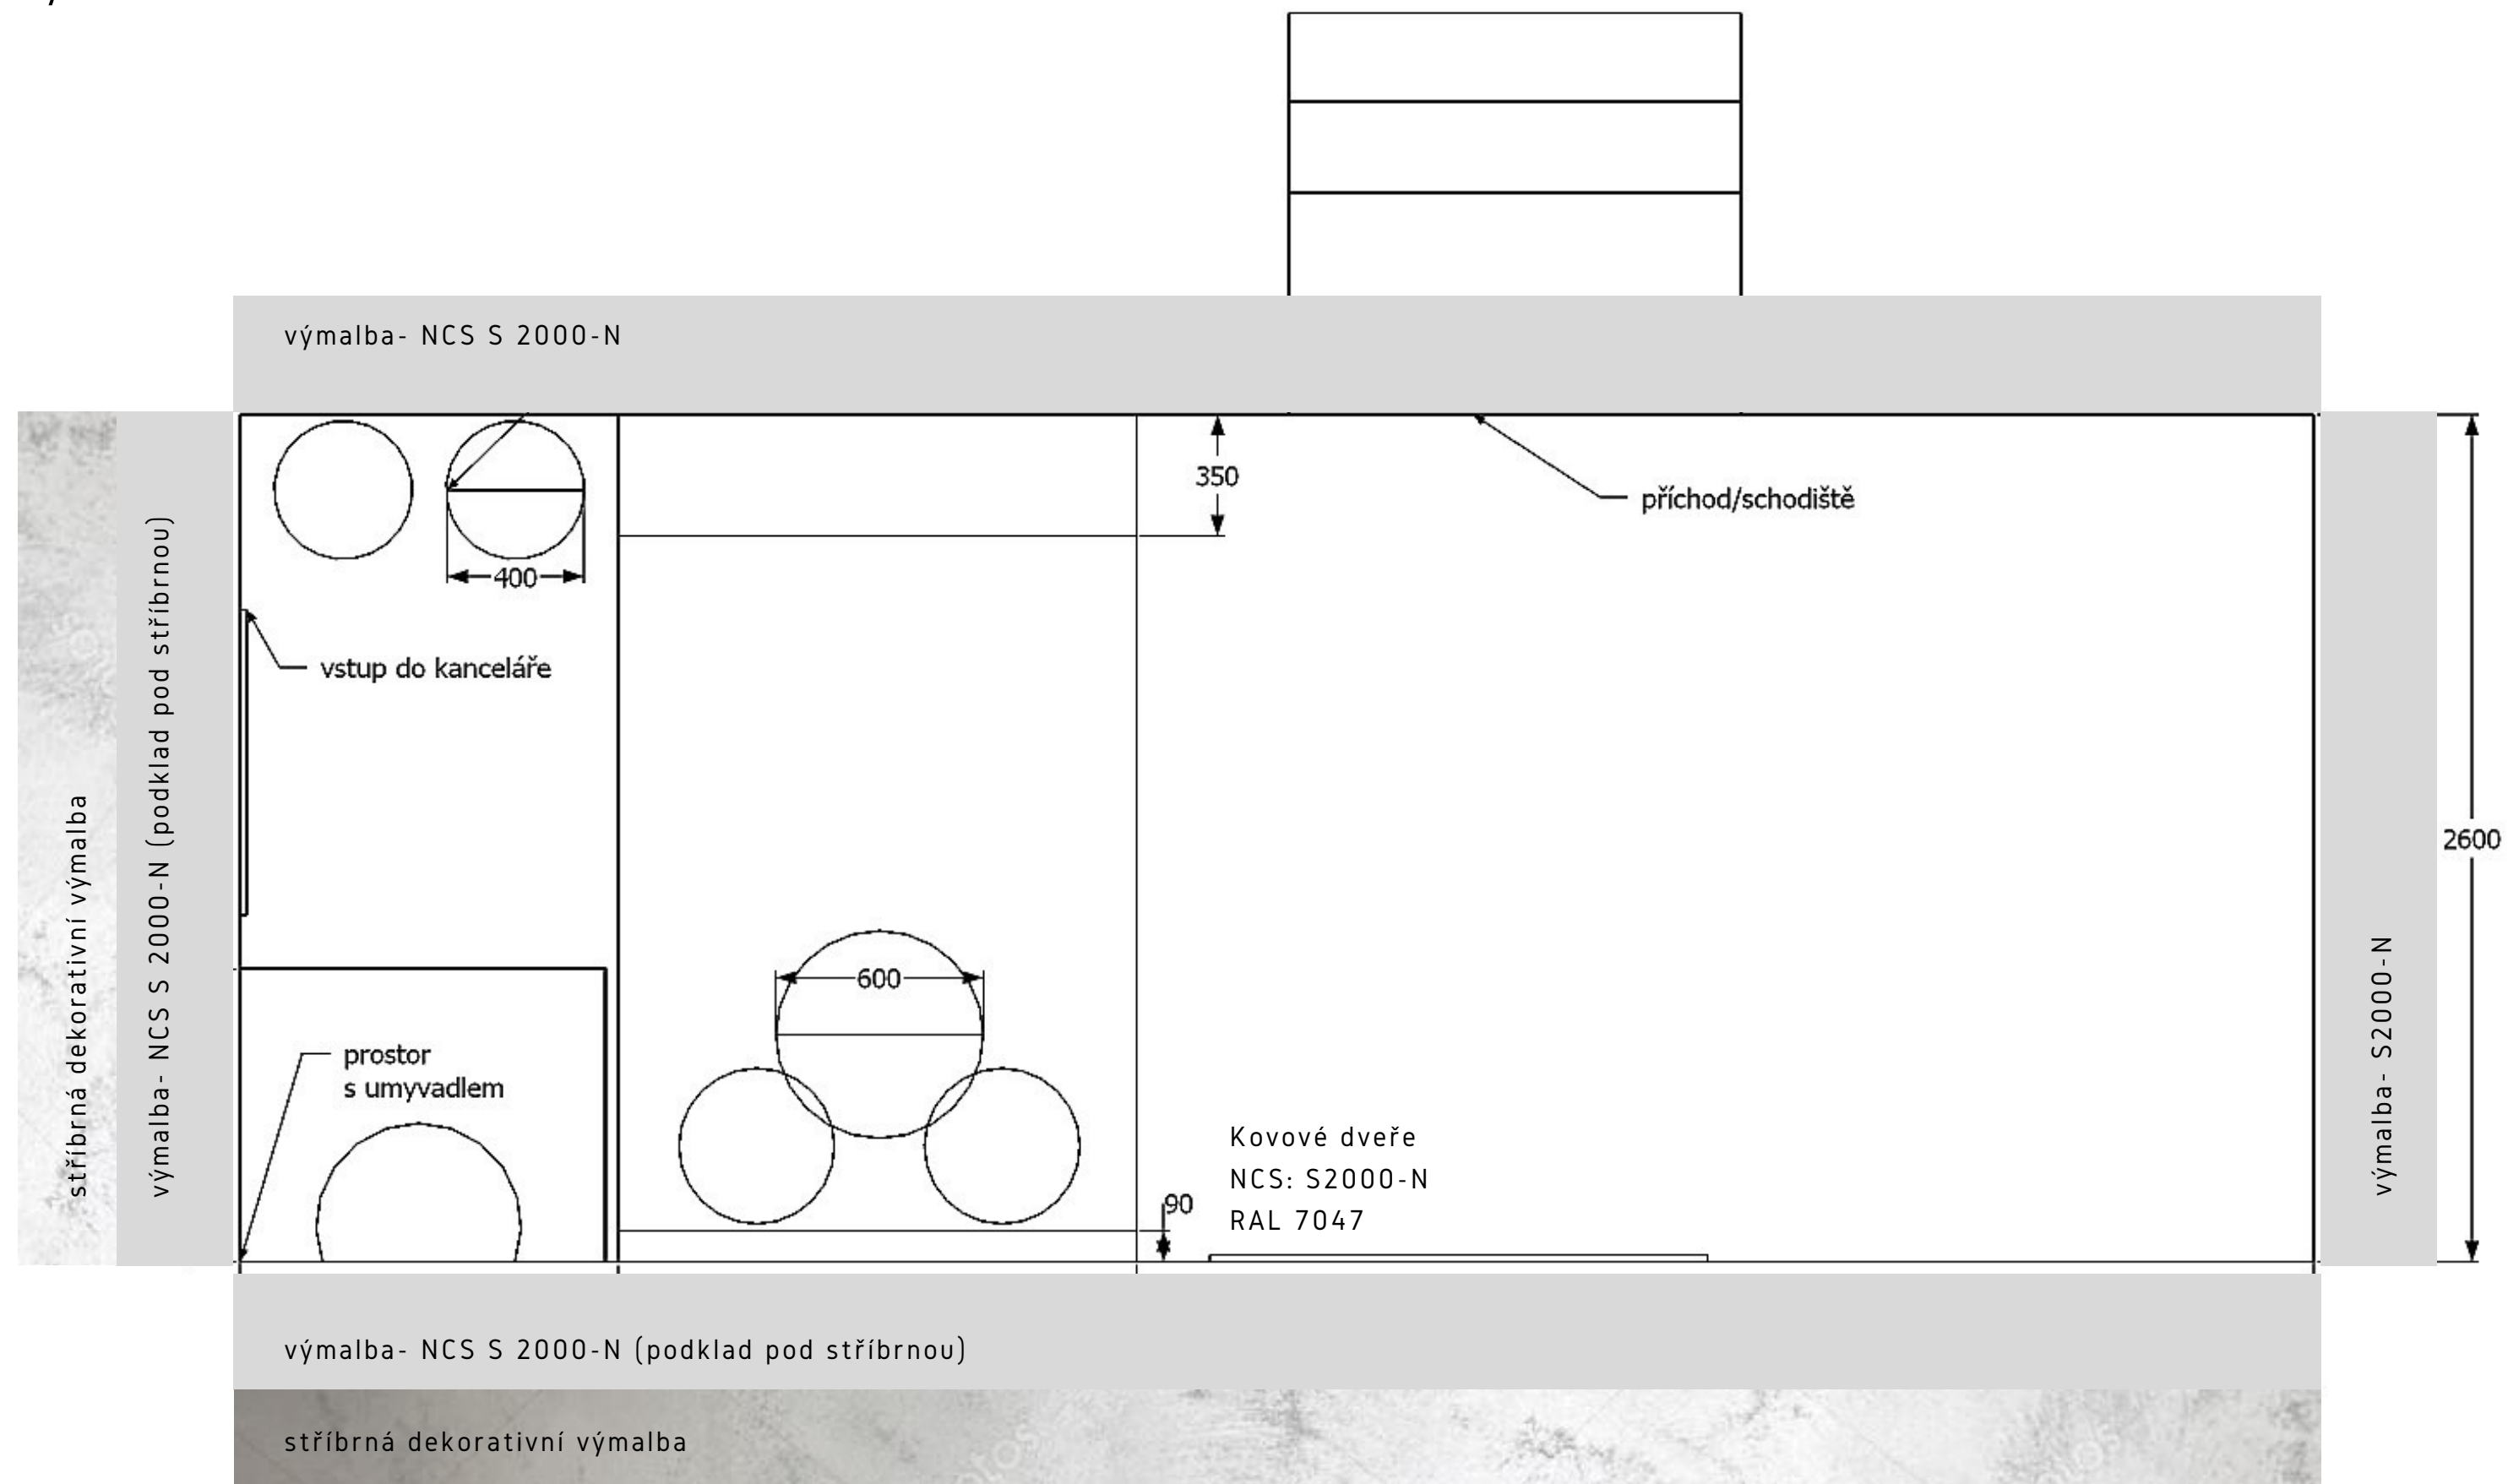 výmalba- NCS S 2000-N
350
příchod/schodiště
400
vstup do kanceláře
stříbrná dekorativní výmalba
výmalba- NCS S 2000-N (podklad pod stříbrnou)
2600
600
prostor
s umyvadlem
Kovové dveře
NCS: S2000-N
RAL 7047
90
výmalba- S2000-N
výmalba- NCS S 2000-N (podklad pod stříbrnou)
stříbrná dekorativní výmalba